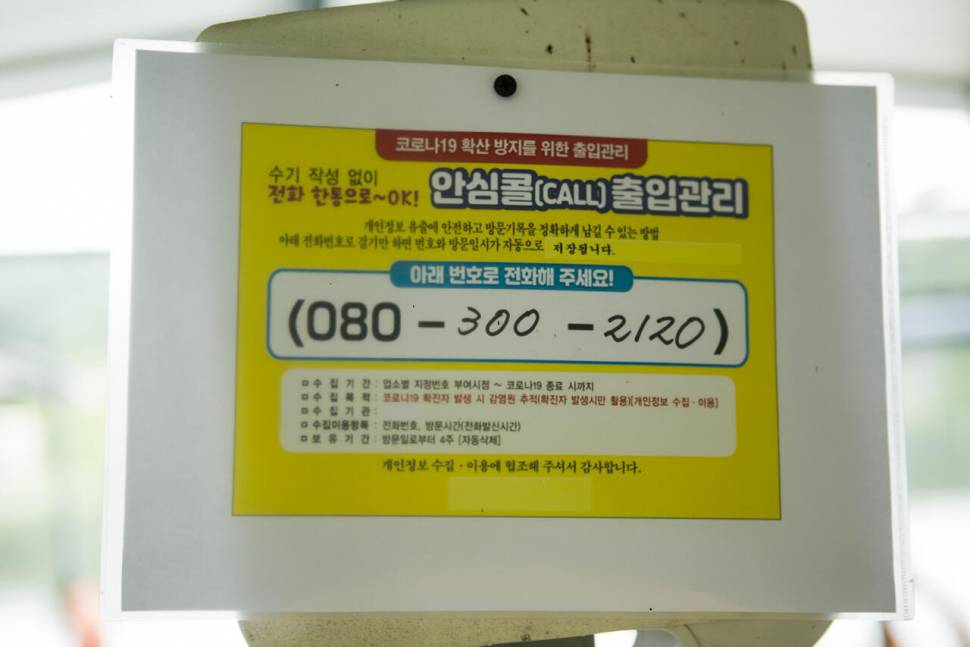 코로나19 확산 방지를 위한 출입관리
수기 작성 없이
전화 한통으로~OK!
안심콜(CALL) 출입관리
개인정보 유출에 안전하고 방문기록을 정확하게 남길 수 있는 방법
아래 전화번호로 걸기만 하면 번호와 방문일시가 자동으로 저장됩니다.
아래 번호로 전화해 주세요!
(080 - 300 - 2120)
수 집 기 간 : 업소별 지정번호 부여시점 ~ 코로나19 종료 시까지
수 집 목 적 : 코로나19 확진자 발생 시 감염원 추적(확진자 발생시만 활용)[개인정보 수집·이용]
수 집 기 관 :
수집이용항목 : 전화번호, 방문시간(전화발신시간)
보 유 기 간 : 방문일로부터 4주 [자동삭제]
개인정보 수집·이용에 협조해 주셔서 감사합니다.